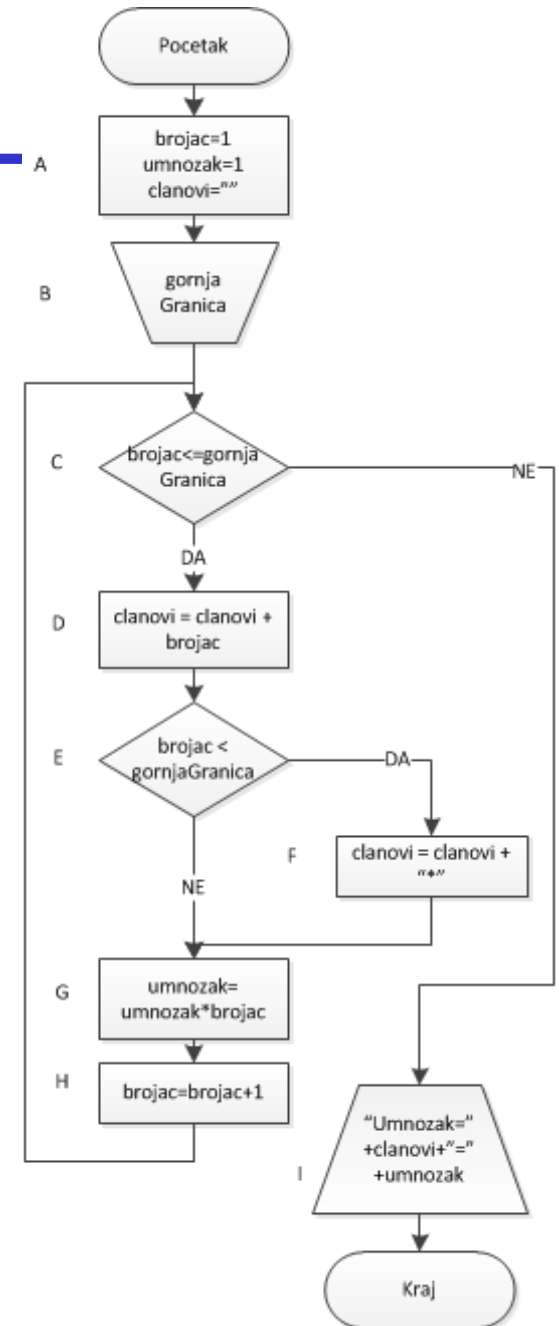 Pocetak
A
brojac=1
umnozak=1
clanovi=""
B
gornja
Granica
C
brojac<=gornja
Granica
NE
DA
D
clanovi = clanovi +
brojac
E
brojac <
gornjaGranica
DA
F
clanovi = clanovi +
"*"
NE
G
umnozak=
umnozak*brojac
H
brojac=brojac+1
I
"Umnozak="
+clanovi+"="
+umnozak
Kraj